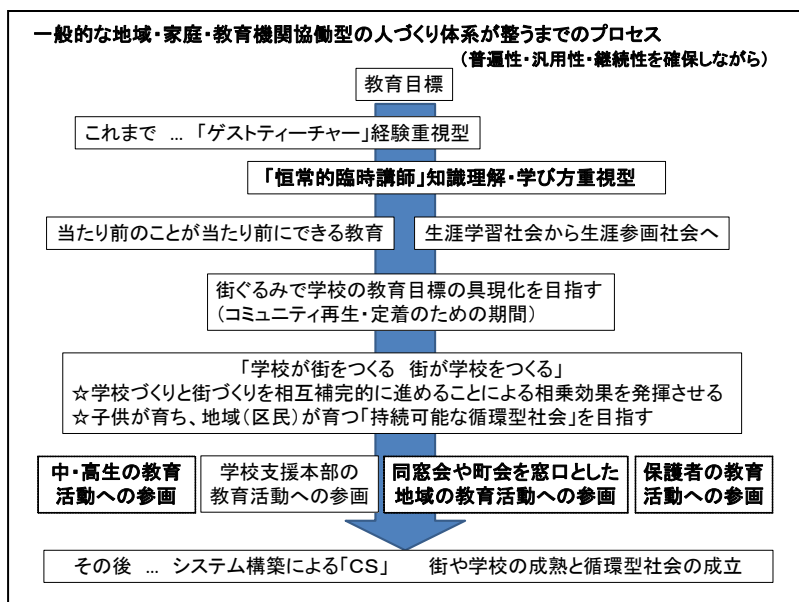 一般的な地域・家庭・教育機関協働型の人づくり体系が整うまでのプロセス
(普遍性・汎用性・継続性を確保しながら)
教育目標
これまで … 「ゲストティーチャー」経験重視型
「恒常的臨時講師」知識理解・学び方重視型
当たり前のことが当たり前にできる教育
生涯学習社会から生涯参画社会へ
街ぐるみで学校の教育目標の具現化を目指す
(コミュニティ再生・定着のための期間)
「学校が街をつくる 街が学校をつくる」
☆学校づくりと街づくりを相互補完的に進めることによる相乗効果を発揮させる
☆子供が育ち、地域(区民)が育つ「持続可能な循環型社会」を目指す
中・高生の教育
活動への参画
学校支援本部の
教育活動への参画
同窓会や町会を窓口とした
地域の教育活動への参画
保護者の教育
活動への参画
その後 … システム構築による「CS」 街や学校の成熟と循環型社会の成立